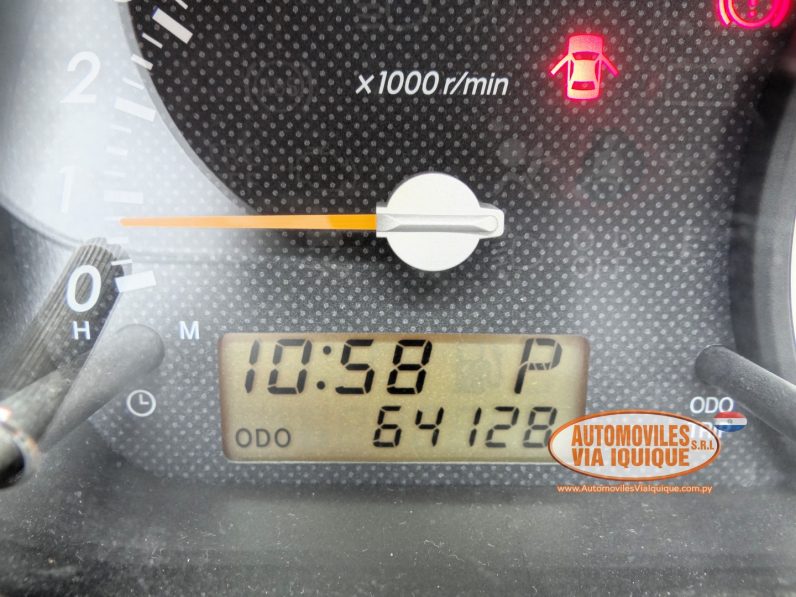 2
x1000 r/min
1
0
H M
10:58 P
ODO 64128
ODO
AUTOMOVILES
VIA IQUIQUE S.R.L
www.AutomovilesViaIquique.com.py